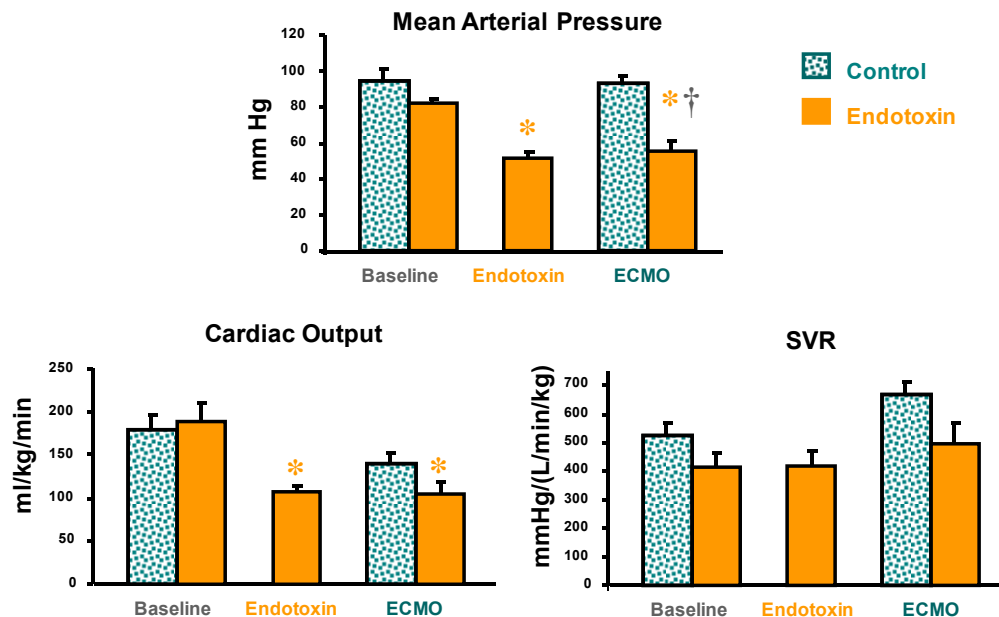 Mean Arterial Pressure
mm Hg
120
100
80
60
40
20
0
*
*†
Baseline
Endotoxin
ECMO
Control
Endotoxin
Cardiac Output
ml/kg/min
250
200
150
100
50
0
*
*
Baseline
Endotoxin
ECMO
SVR
mmHg/(L/min/kg)
700
600
500
400
300
200
100
0
Baseline
Endotoxin
ECMO